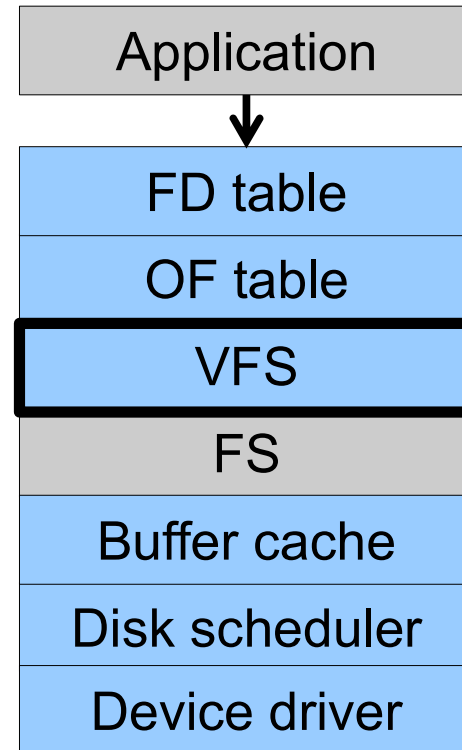 Application
FD table
OF table
VFS
FS
Buffer cache
Disk scheduler
Device driver